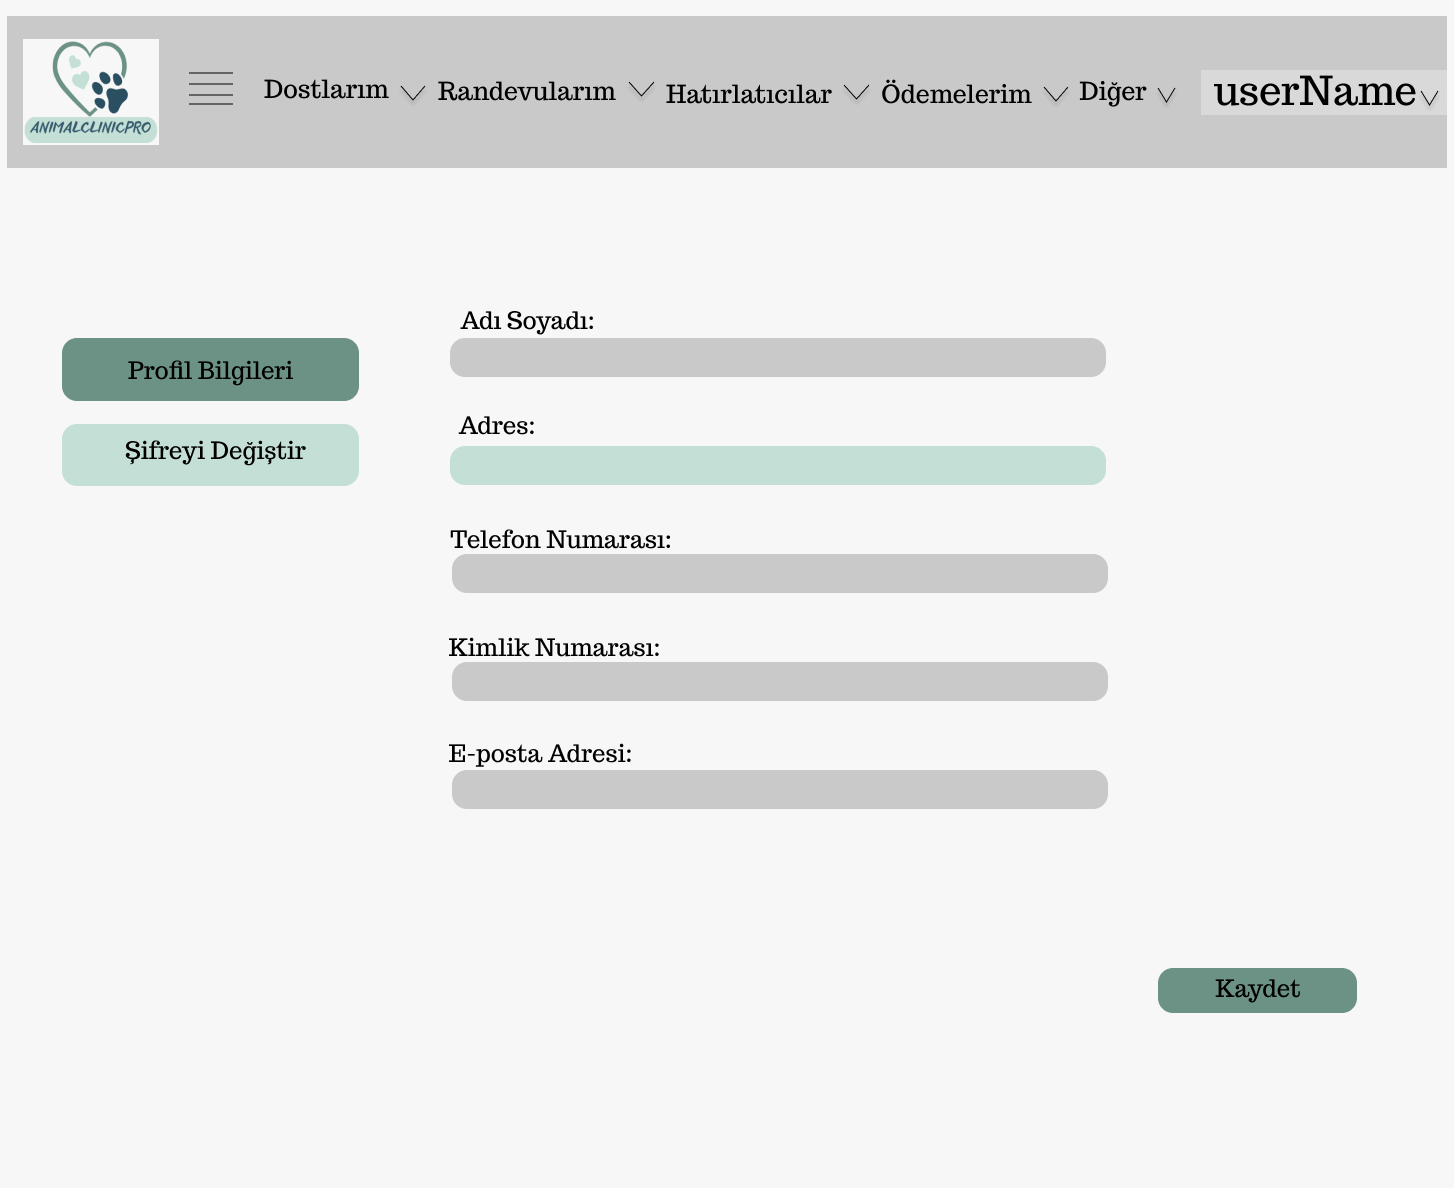 ANIMALCLINICPRO
Dostlarım Randevularım Hatırlatıcılar Ödemelerim Diğer userName
Adı Soyadı:
Profil Bilgileri
Adres:
Şifreyi Değiştir
Telefon Numarası:
Kimlik Numarası:
E-posta Adresi:
Kaydet